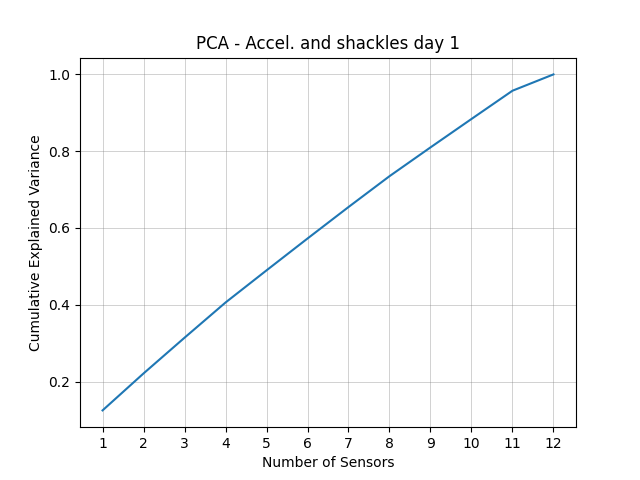 PCA - Accel. and shackles day 1
1.0
0.8
0.6
0.4
0.2
Cumulative Explained Variance
1 2 3 4 5 6 7 8 9 10 11 12
Number of Sensors